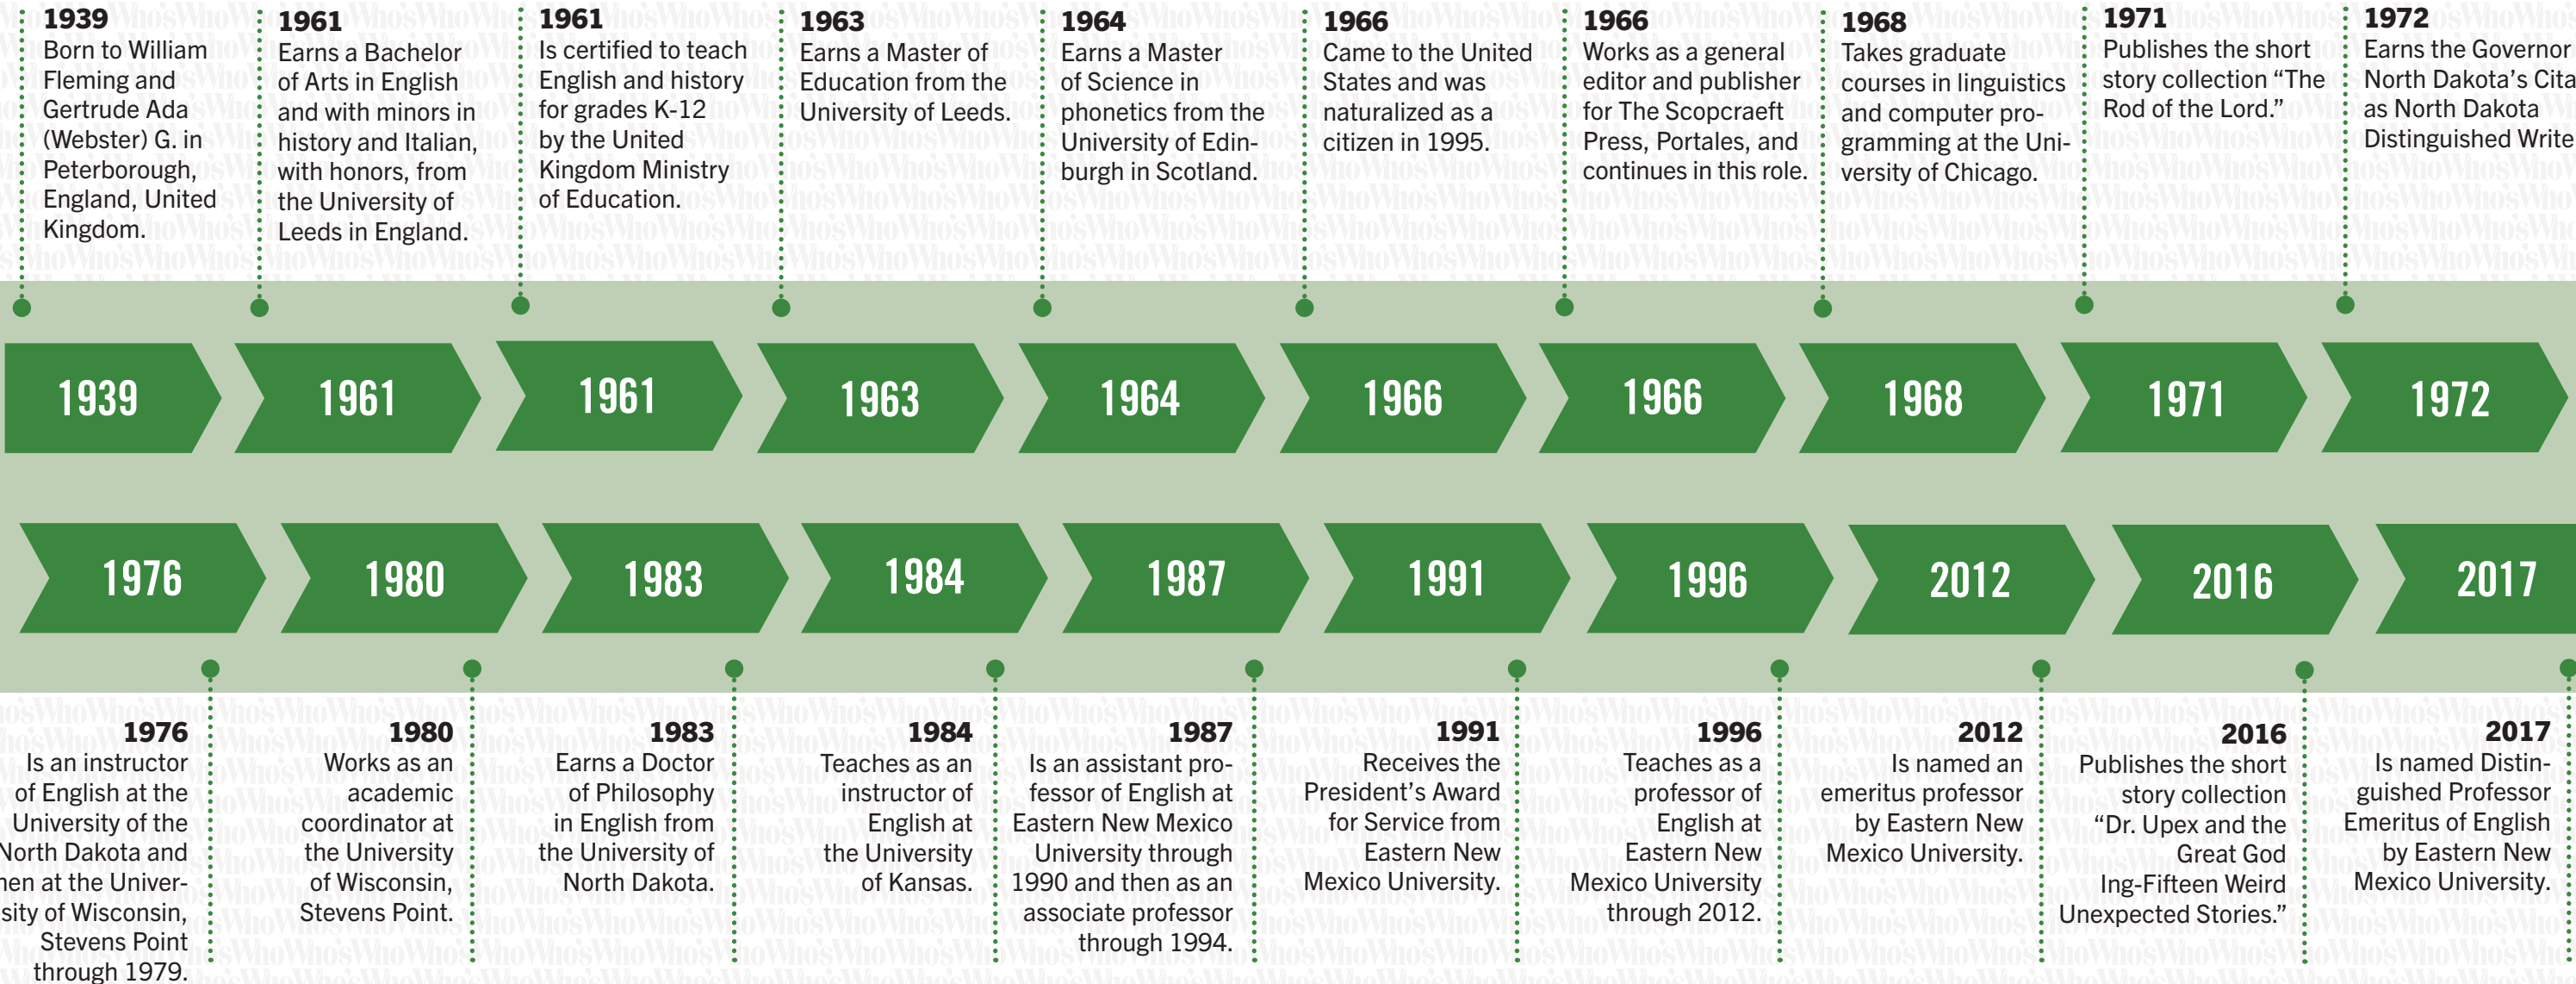 1939
Born to William
Fleming and
Gertrude Ada
(Webster) G. in
Peterborough,
England, United
Kingdom.
1961
Earns a Bachelor
of Arts in English
and with minors in
history and Italian,
with honors, from
the University of
Leeds in England.
1961
Is certified to teach
English and history
for grades K-12
by the United
Kingdom Ministry
of Education.
1963
Earns a Master of
Education from the
University of Leeds.
1964
Earns a Master
of Science in
phonetics from the
University of Edin-
burgh in Scotland.
1966
Came to the United
States and was
naturalized as a
citizen in 1995.
1966
Works as a general
editor and publisher
for The Scopcraeft
Press, Portales, and
continues in this role.
1968
Takes graduate
courses in linguistics
and computer pro-
gramming at the Uni-
versity of Chicago.
1971
Publishes the short
story collection “The
Rod of the Lord.”
1972
Earns the Governor
North Dakota’s Cita
as North Dakota
Distinguished Write
1939
1961
1961
1963
1964
1966
1966
1968
1971
1972
1976
1980
1983
1984
1987
1991
1996
2012
2016
2017
1976
Is an instructor
of English at the
University of the
North Dakota and
hen at the Univer-
sity of Wisconsin,
Stevens Point
through 1979.
1980
Works as an
academic
coordinator at
the University
of Wisconsin,
Stevens Point.
1983
Earns a Doctor
of Philosophy
in English from
the University of
North Dakota.
1984
Teaches as an
instructor of
English at
the University
of Kansas.
1987
Is an assistant pro-
fessor of English at
Eastern New Mexico
University through
1990 and then as an
associate professor
through 1994.
1991
Receives the
President’s Award
for Service from
Eastern New
Mexico University.
1996
Teaches as a
professor of
English at
Eastern New
Mexico University
through 2012.
2012
Is named an
emeritus professor
by Eastern New
Mexico University.
2016
Publishes the short
story collection
“Dr. Upex and the
Great God
Ing-Fifteen Weird
Unexpected Stories.”
2017
Is named Distin-
guished Professor
Emeritus of English
by Eastern New
Mexico University.